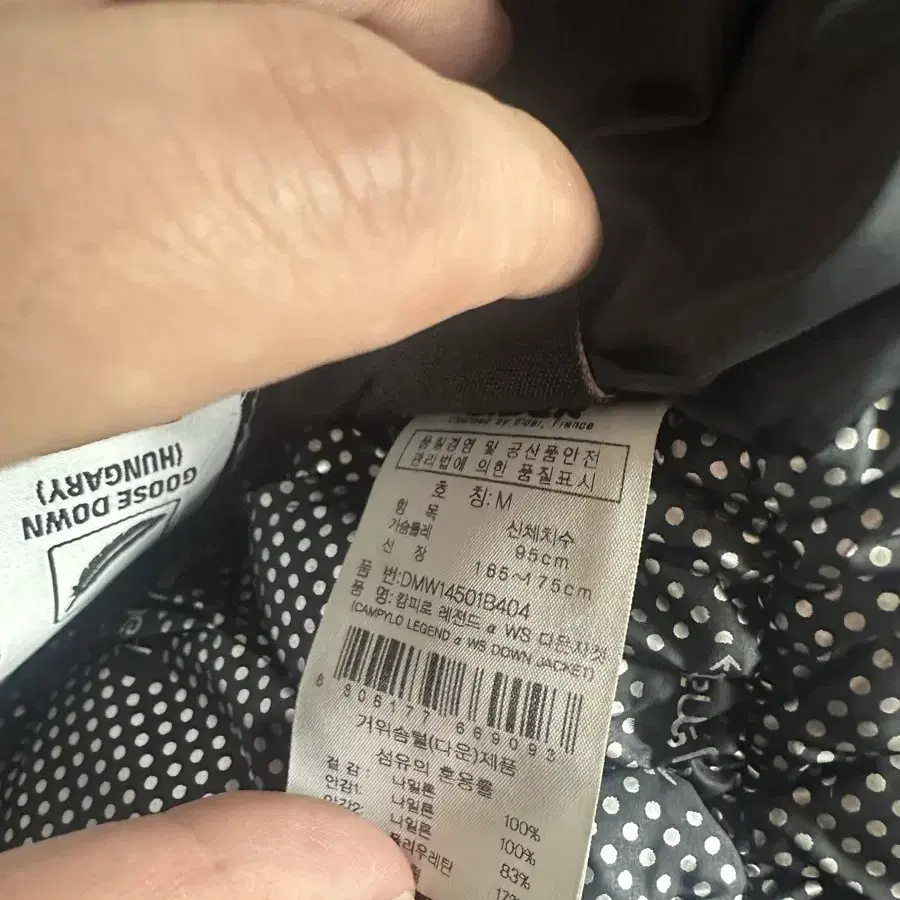 GOOSE DOWN
(HUNGARY)
Licensed by Eider, France
품질경영 및 공산품안전
관리법에 의한 품질표시
호 칭: M
항 목 신체치수
가슴둘레 95cm
신 장 165~175cm
품 번:DMW14501B404
품 명:캄피로 레전드 α WS 다운자켓
(CAMPYLO LEGEND α WS DOWN JACKET)
8 806177 669093
거위솜털(다운)제품
섬유의 혼용률
겉 감: 나일론 100%
안감1: 나일론 100%
안감2: 나일론 83%
폴리우레탄 17%